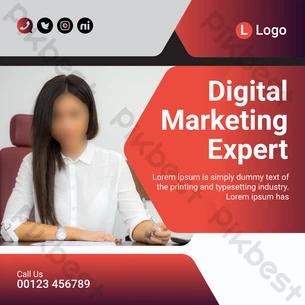 L Logo
Digital
Marketing
Expert
Lorem Ipsum is simply dummy text of
the printing and typesetting industry.
Lorem Ipsum has
Call Us
00123 456789
pikbest